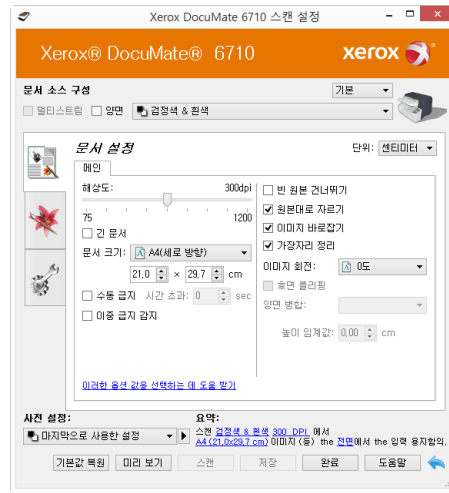 Xerox DocuMate 6710 스캔 설정
Xerox® DocuMate® 6710
xerox
문서 소스 구성
기본
멀티스트림 양면 검정색 & 흰색
문서 설정
단위: 센티미터
메인
해상도: 300dpi
75 1200
긴 문서
문서 크기: A4(세로 방향)
21,0 × 29,7 cm
수동 급지 시간 초과: 0 sec
이중 급지 감지
빈 원본 건너뛰기
원본대로 자르기
이미지 바로잡기
가장자리 정리
이미지 회전: 0도
후면 플리핑
양면 병합:
높이 임계값: 0,00 cm
이러한 옵션 값을 선택하는 데 도움 받기
사전 설정:
마지막으로 사용한 설정
요약:
스캔 검정색 & 흰색 300 DPI 에서
A4 (21,0x29,7 cm) 이미지 (등) the 전면에서 the 입력 용지함의.
기본값 복원 미리 보기 스캔 저장 완료 도움말